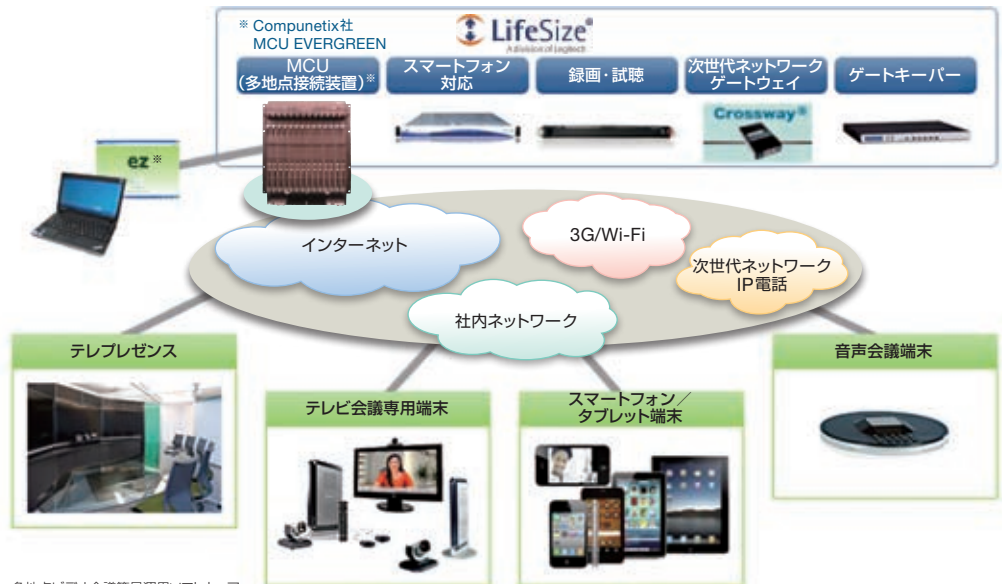 ※ Compunetix社
MCU EVERGREEN
LifeSize®
A division of Logitech
MCU
(多地点接続装置)※
スマートフォン
対応
録画・試聴
次世代ネットワーク
ゲートウェイ
ゲートキーパー
Crossway®
ez ※
インターネット
3G/Wi-Fi
次世代ネットワーク
IP電話
社内ネットワーク
テレプレゼンス
テレビ会議専用端末
スマートフォン／
タブレット端末
音声会議端末